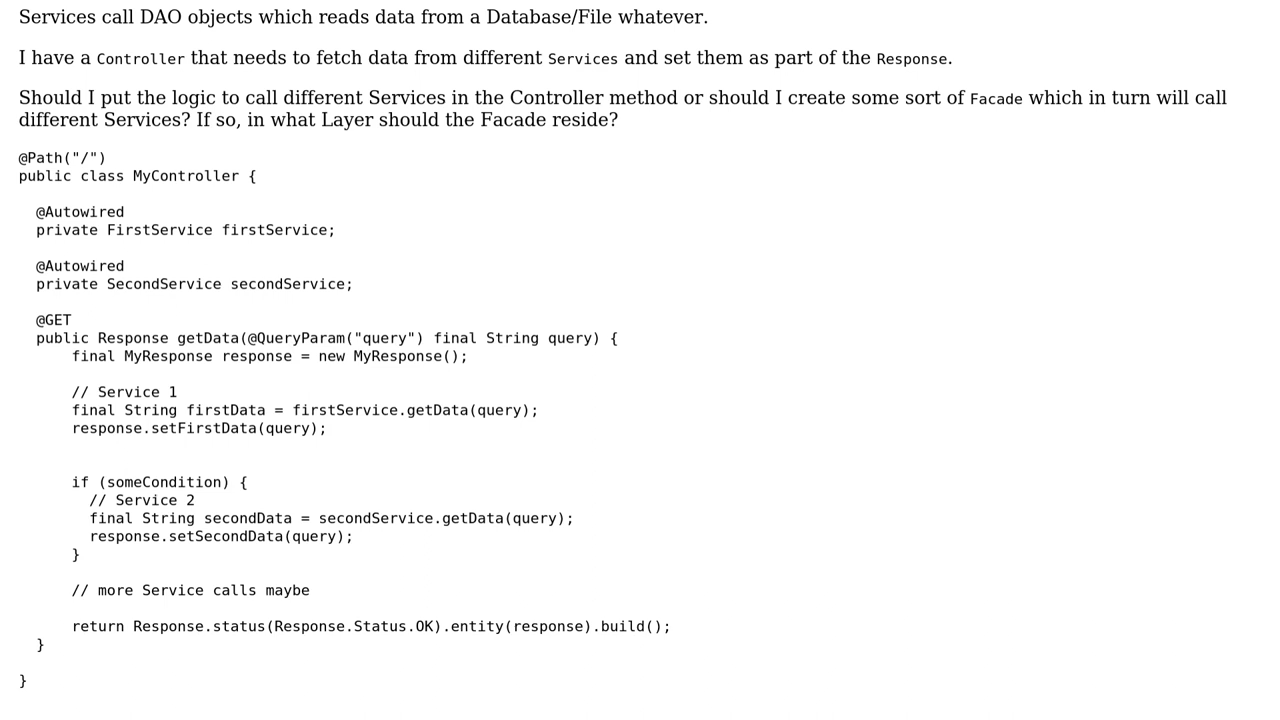 Services call DAO objects which reads data from a Database/File whatever.
I have a Controller that needs to fetch data from different Services and set them as part of the Response.
Should I put the logic to call different Services in the Controller method or should I create some sort of Facade which in turn will call
different Services? If so, in what Layer should the Facade reside?
@Path("/")
public class MyController {
  @Autowired
  private FirstService firstService;
  @Autowired
  private SecondService secondService;
  @GET
  public Response getData(@QueryParam("query") final String query) {
      final MyResponse response = new MyResponse();
      // Service 1
      final String firstData = firstService.getData(query);
      response.setFirstData(query);
      if (someCondition) {
        // Service 2
        final String secondData = secondService.getData(query);
        response.setSecondData(query);
      }
      // more Service calls maybe
      return Response.status(Response.Status.OK).entity(response).build();
  }
}